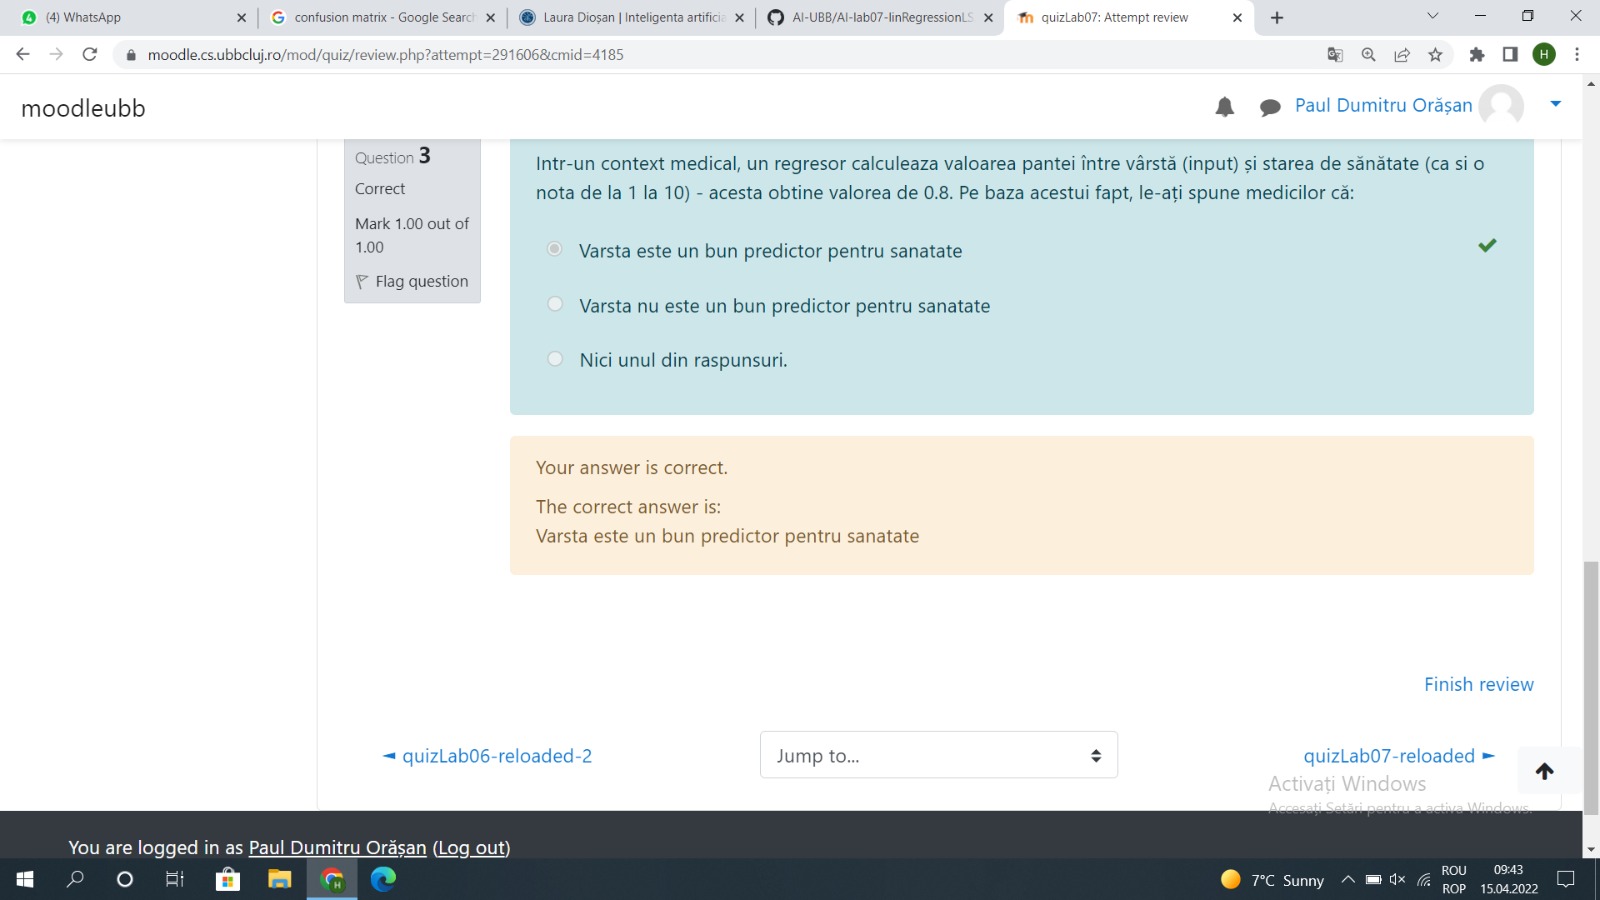 (4) WhatsApp
confusion matrix - Google Search
Laura Dioșan | Inteligenta artificia
AI-UBB/AI-lab07-linRegressionLS
quizLab07: Attempt review
moodle.cs.ubbcluj.ro/mod/quiz/review.php?attempt=291606&cmid=4185
H
moodleubb
Paul Dumitru Orășan
Question 3
Correct
Mark 1.00 out of
1.00
Flag question
Intr-un context medical, un regresor calculeaza valoarea pantei între vârstă (input) și starea de sănătate (ca si o
nota de la 1 la 10) - acesta obtine valorea de 0.8. Pe baza acestui fapt, le-ați spune medicilor că:
Varsta este un bun predictor pentru sanatate
Varsta nu este un bun predictor pentru sanatate
Nici unul din raspunsuri.
Your answer is correct.
The correct answer is:
Varsta este un bun predictor pentru sanatate
Finish review
◄ quizLab06-reloaded-2
Jump to...
quizLab07-reloaded ►
Activați Windows
Accesați Setări pentru a activa Windows.
You are logged in as Paul Dumitru Orășan (Log out)
7°C Sunny
ROU
ROP
09:43
15.04.2022